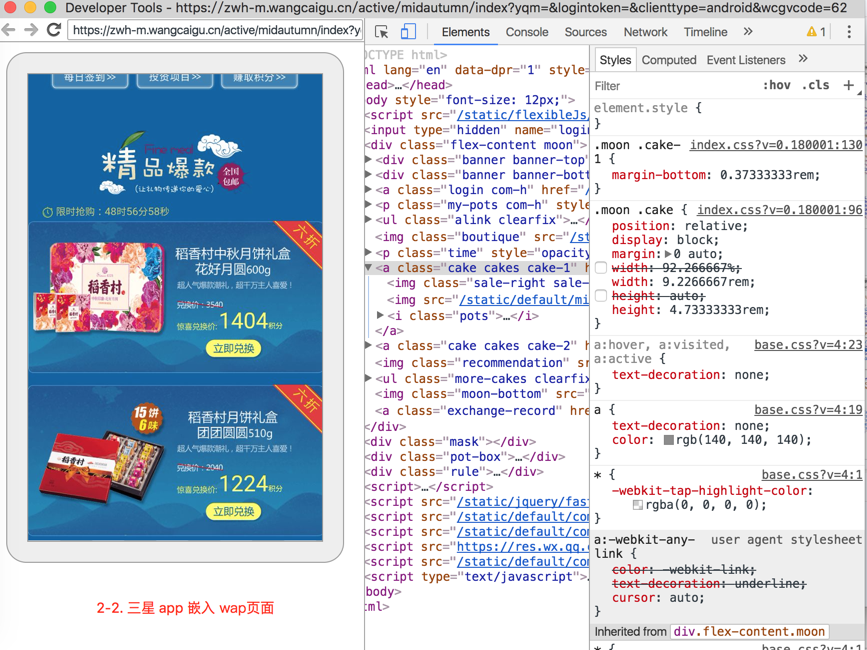 Developer Tools - https://zwh-m.wangcaigu.cn/active/midautumn/index?yqm=&logintoken=&clienttype=android&wcgvcode=62
https://zwh-m.wangcaigu.cn/active/midautumn/index?y
Elements Console Sources Network Timeline » 1
每日签到>> 投资项目>> 赚取积分>>
精品爆款
全国包邮
(让礼物传递你的爱心)
限时抢购：48时56分58秒
六折
稻香村中秋月饼礼盒
花好月圆600g
超人气爆款潮礼，超千万主人喜爱！
兑换价：3540
惊喜兑换价: 1404积分
立即兑换
稻香村
六折
15饼
6味
稻香村月饼礼盒
团团圆圆510g
超人气爆款潮礼，超千万主人喜爱！
兑换价：2040
惊喜兑换价: 1224积分
立即兑换
稻香村
2-2. 三星 app 嵌入 wap页面
OCTYPE html>
ml lang="en" data-dpr="1" style=
ead>…</head>
ody style="font-size: 12px;">
<script src="/static/flexibleJs
<input type="hidden" name="login
<div class="flex-content moon">
<div class="banner banner-top"
<div class="banner banner-bot
<a class="login com-h" href="/
<p class="my-pots com-h" style
<ul class="alink clearfix">…</
<img class="boutique" src="/st
<p class="time" style="opacity
<a class="cake cakes cake-1" h
<img class="sale-right sale-
<img src="/static/default/mi
<i class="pots">…</i>
</a>
<a class="cake cakes cake-2" h
<img class="recommendation" sr
<ul class="more-cakes clearfix
<img class="moon-bottom" src="
<a class="exchange-record" hre
</div>
<div class="mask"></div>
<div class="pot-box">…</div>
<div class="rule">…</div>
<script>…</script>
<script src="/static/jquery/fas
<script src="/static/default/com
<script src="/static/default/com
<script src="https://res.wx.qq.c
<script src="/static/default/com
<script type="text/javascript">…
body>
tml>
Styles Computed Event Listeners »
Filter :hov .cls +
element.style {
}
.moon .cake- index.css?v=0.180001:130
1 {
margin-bottom: 0.37333333rem;
}
.moon .cake { index.css?v=0.180001:96
position: relative;
display: block;
margin: 0 auto;
width: 92.266667%;
width: 9.2266667rem;
height: auto;
height: 4.73333333rem;
}
a:hover, a:visited, base.css?v=4:23
a:active {
text-decoration: none;
}
a { base.css?v=4:19
text-decoration: none;
color: rgb(140, 140, 140);
}
* { base.css?v=4:1
-webkit-tap-highlight-color:
rgba(0, 0, 0, 0);
}
a:-webkit-any- user agent stylesheet
link {
color: -webkit-link;
text-decoration: underline;
cursor: auto;
}
Inherited from div.flex-content.moon
* { base.css?v=4:1